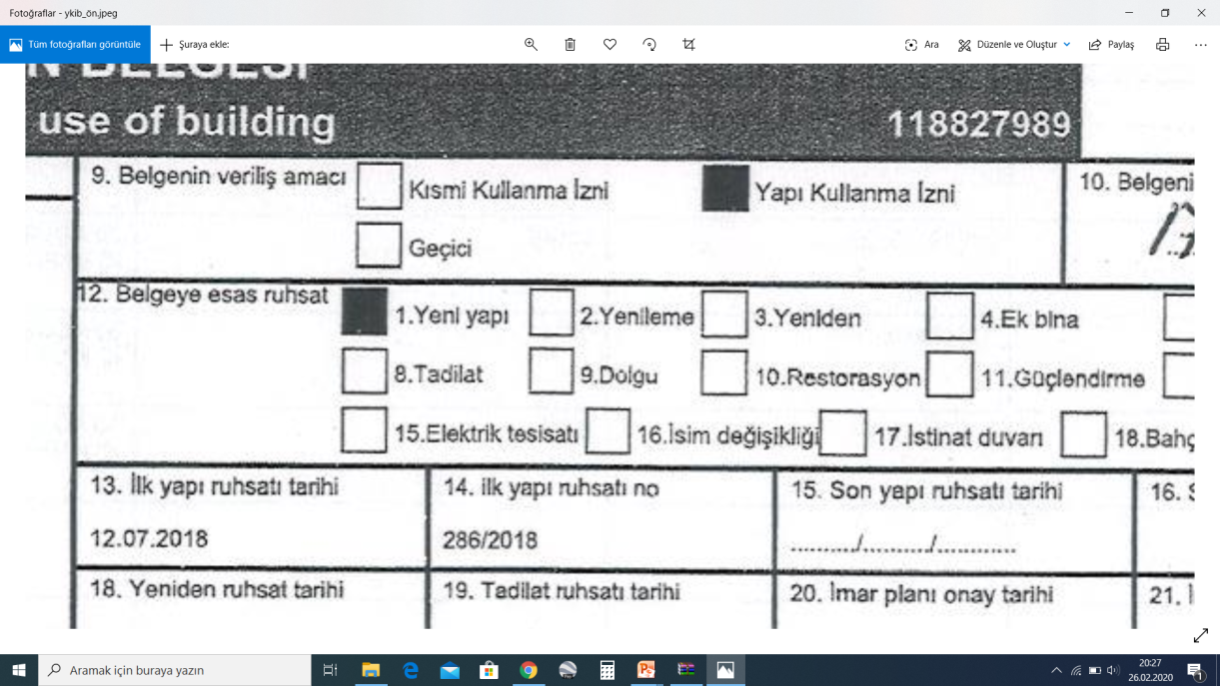 Fotoğraflar - ykib_ön.jpeg
Tüm fotoğrafları görüntüle
Şuraya ekle:
Ara
Düzenle ve Oluştur
Paylaş
N BELGESİ
use of building
118827989
9. Belgenin veriliş amacı
Kısmi Kullanma İzni
Yapı Kullanma İzni
10. Belgeni
Geçici
12. Belgeye esas ruhsat
1.Yeni yapı
2.Yenileme
3.Yeniden
4.Ek bina
8.Tadilat
9.Dolgu
10.Restorasyon
11.Güçlendirme
15.Elektrik tesisatı
16.İsim değişikliği
17.İstinat duvarı
18.Bahç
13. İlk yapı ruhsatı tarihi
14. ilk yapı ruhsatı no
15. Son yapı ruhsatı tarihi
16. S
12.07.2018
286/2018
........./........./...........
18. Yeniden ruhsat tarihi
19. Tadilat ruhsatı tarihi
20. İmar planı onay tarihi
21. İ
Aramak için buraya yazın
20:27
26.02.2020
1